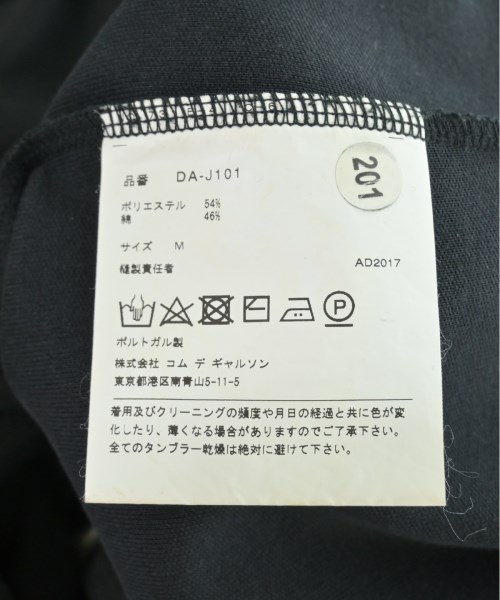 品番 DA-J101
201
ポリエステル 54%
綿 46%
サイズ M
縫製責任者
AD2017
P
ポルトガル製
株式会社 コム デ ギャルソン
東京都港区南青山5-11-5
着用及びクリーニングの頻度や月日の経過と共に色が変
化したり、薄くなる場合がありますのでご了承下さい。
全てのタンブラー乾燥は絶対に避けて下さい。